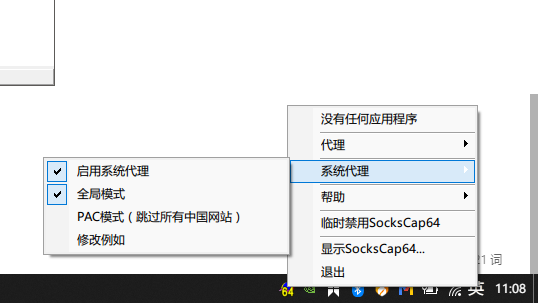 没有任何应用程序
代理
系统代理
帮助
临时禁用SocksCap64
显示SocksCap64...
退出
启用系统代理
全局模式
PAC模式（跳过所有中国网站）
修改例如
21 词
64
英
11:08